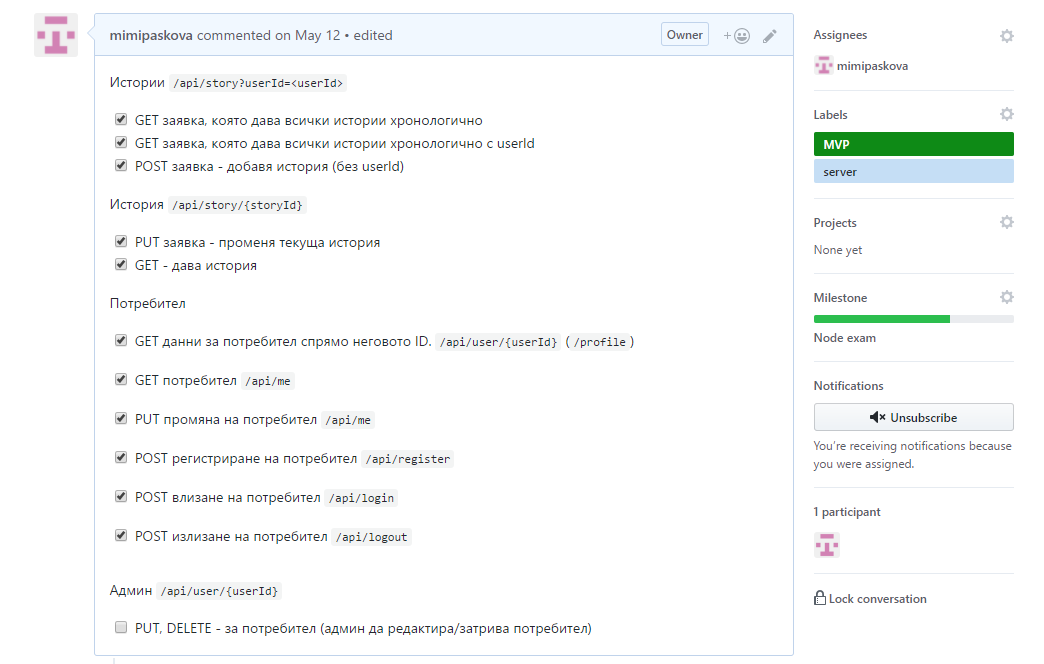 mimipaskova commented on May 12 • edited
Owner
Истории /api/story?userId=<userId>
GET заявка, която дава всички истории хронологично
GET заявка, която дава всички истории хронологично с userId
POST заявка - добавя история (без userId)
История /api/story/{storyId}
PUT заявка - променя текуща история
GET - дава история
Потребител
GET данни за потребител спрямо неговото ID. /api/user/{userId} ( /profile )
GET потребител /api/me
PUT промяна на потребител /api/me
POST регистриране на потребител /api/register
POST влизане на потребител /api/login
POST излизане на потребител /api/logout
Админ /api/user/{userId}
PUT, DELETE - за потребител (админ да редактира/затрива потребител)
Assignees
mimipaskova
Labels
MVP
server
Projects
None yet
Milestone
Node exam
Notifications
Unsubscribe
You're receiving notifications because
you were assigned.
1 participant
Lock conversation